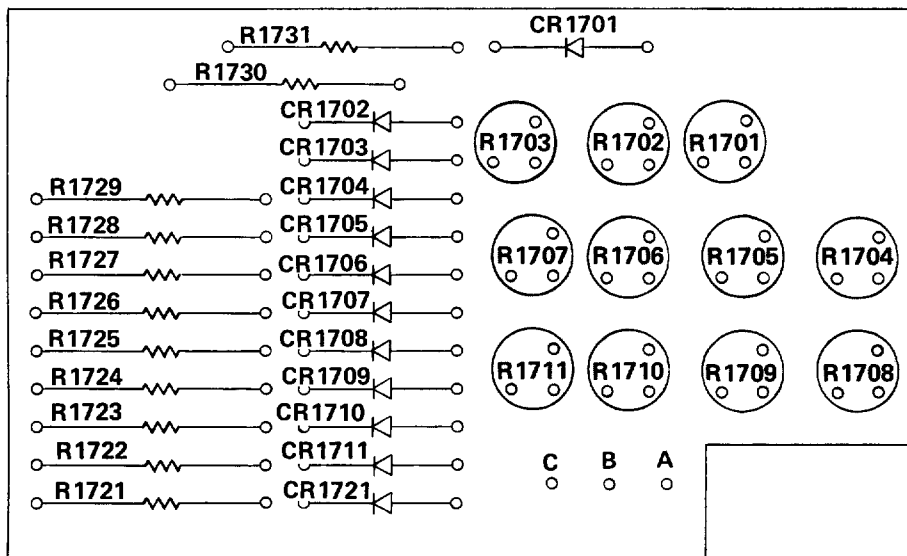 R1731 CR1701
R1730
CR1702
R1703 R1702 R1701
CR1703
R1729 CR1704
R1728 CR1705
R1707 R1706 R1705 R1704
R1727 CR1706
R1726 CR1707
R1725 CR1708
R1711 R1710 R1709 R1708
R1724 CR1709
R1723 CR1710
R1722 CR1711
C B A
R1721 CR1721